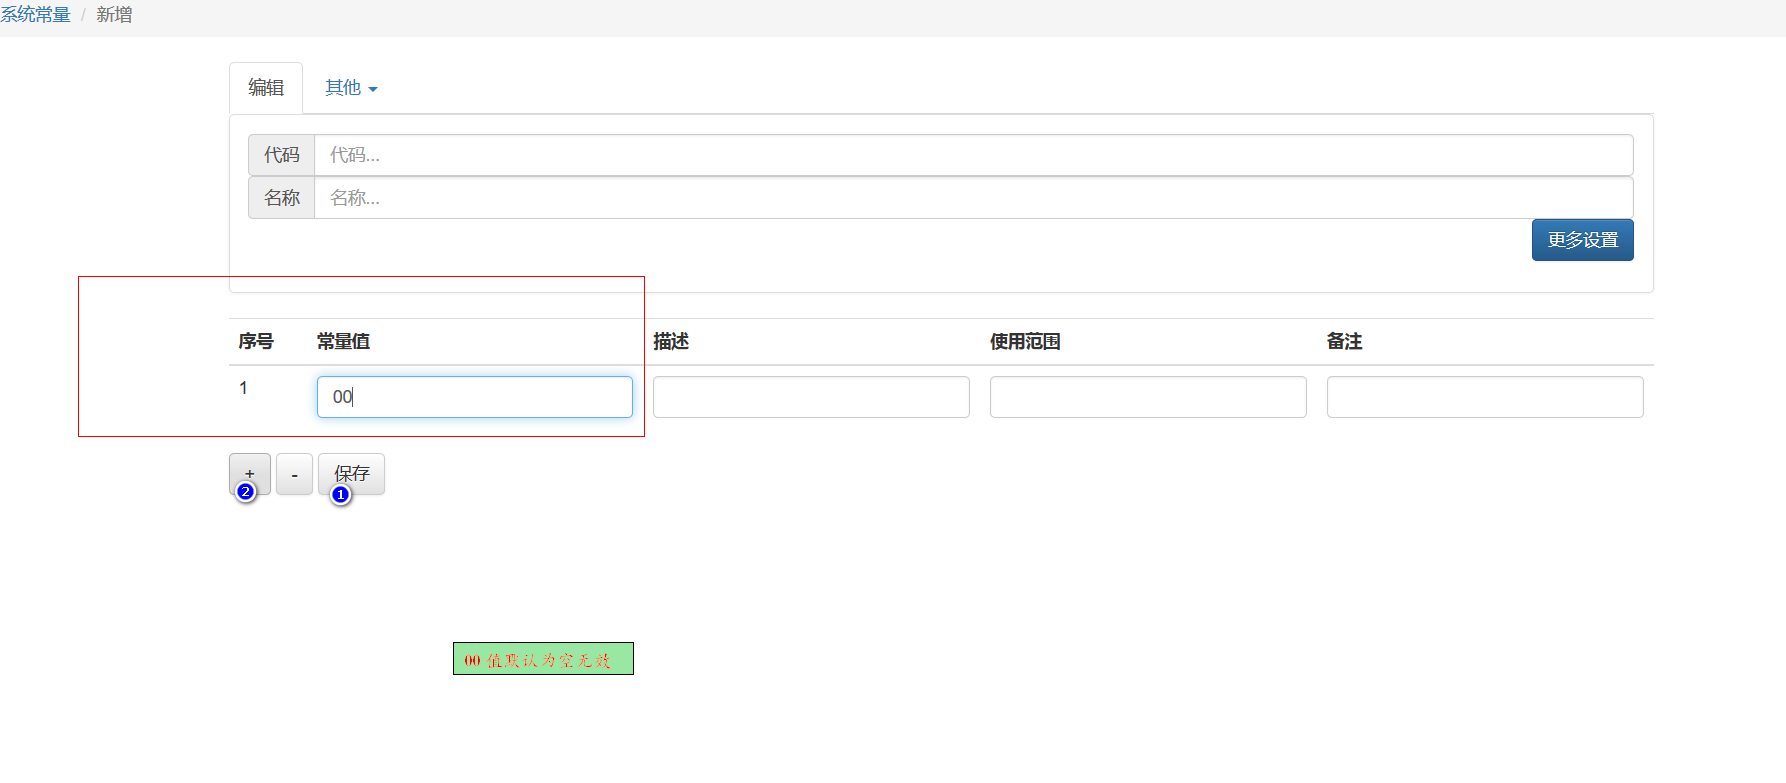 系统常量 / 新增
编辑 其他
代码 代码...
名称 名称...
更多设置
序号 常量值 描述 使用范围 备注
1 00
+ - 保存
2 1
00 值默认为空无效